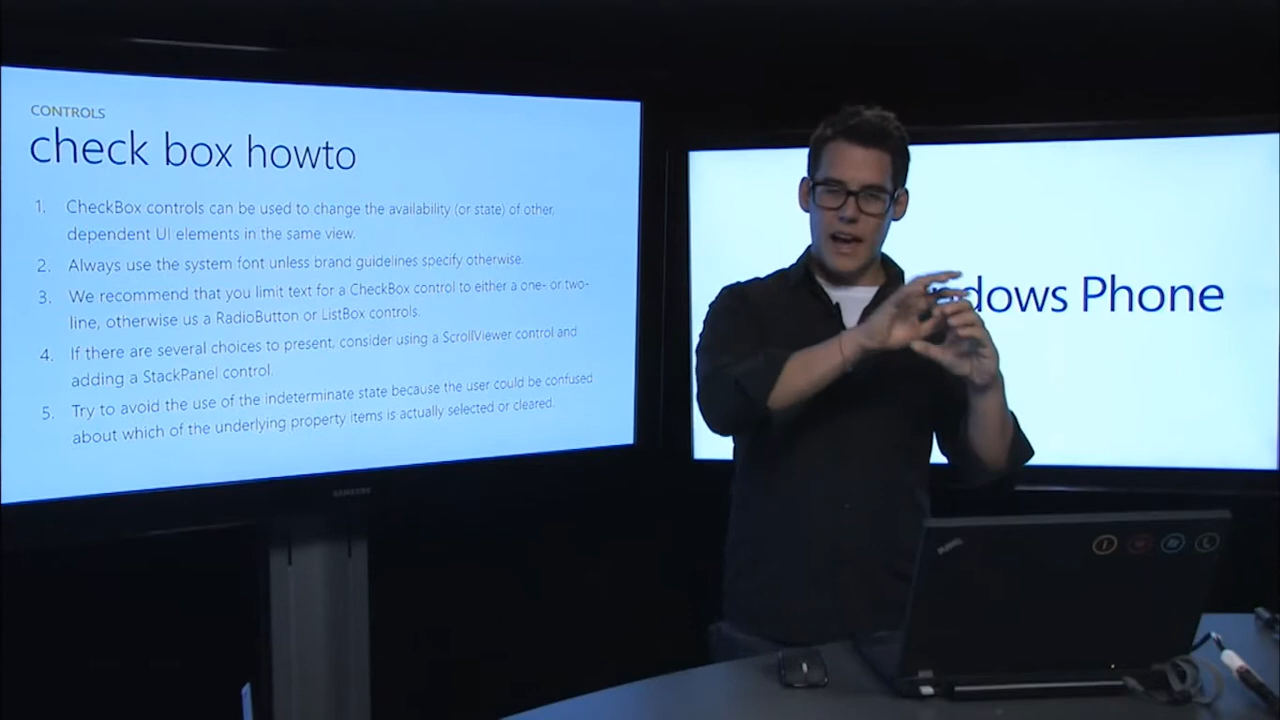 CONTROLS
check box howto
1. CheckBox controls can be used to change the availability (or state) of other,
dependent UI elements in the same view.
2. Always use the system font unless brand guidelines specify otherwise.
3. We recommend that you limit text for a CheckBox control to either a one- or two-
line, otherwise us a RadioButton or ListBox controls.
4. If there are several choices to present, consider using a ScrollViewer control and
adding a StackPanel control.
5. Try to avoid the use of the indeterminate state because the user could be confused
about which of the underlying property items is actually selected or cleared.
SAMSUNG
ndows Phone
ThinkPad